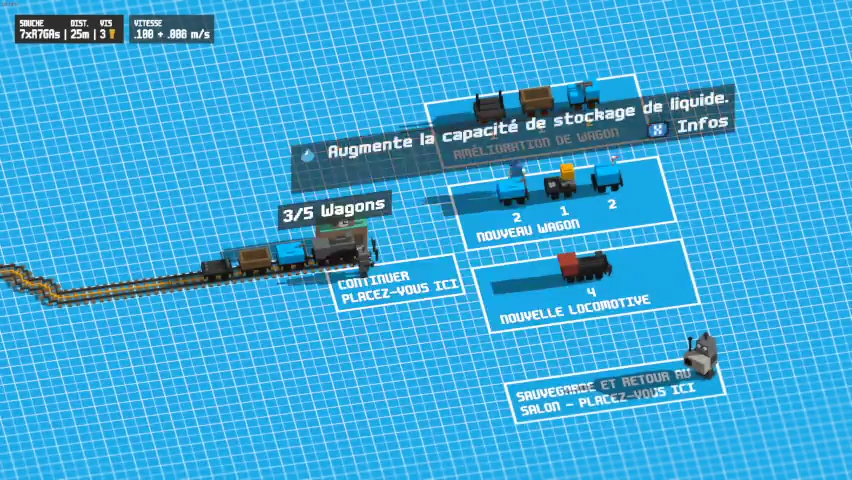 SOUCHE DIST. VIS
7xR7GAs | 25m | 3
VITESSE
.100 + .000 m/s
Augmente la capacité de stockage de liquide.
X Infos
AMÉLIORATION DE WAGON
3/5 Wagons
2 1 2
NOUVEAU WAGON
CONTINUER
PLACEZ-VOUS ICI
4
NOUVELLE LOCOMOTIVE
SAUVEGARDE ET RETOUR AU
SALON - PLACEZ-VOUS ICI